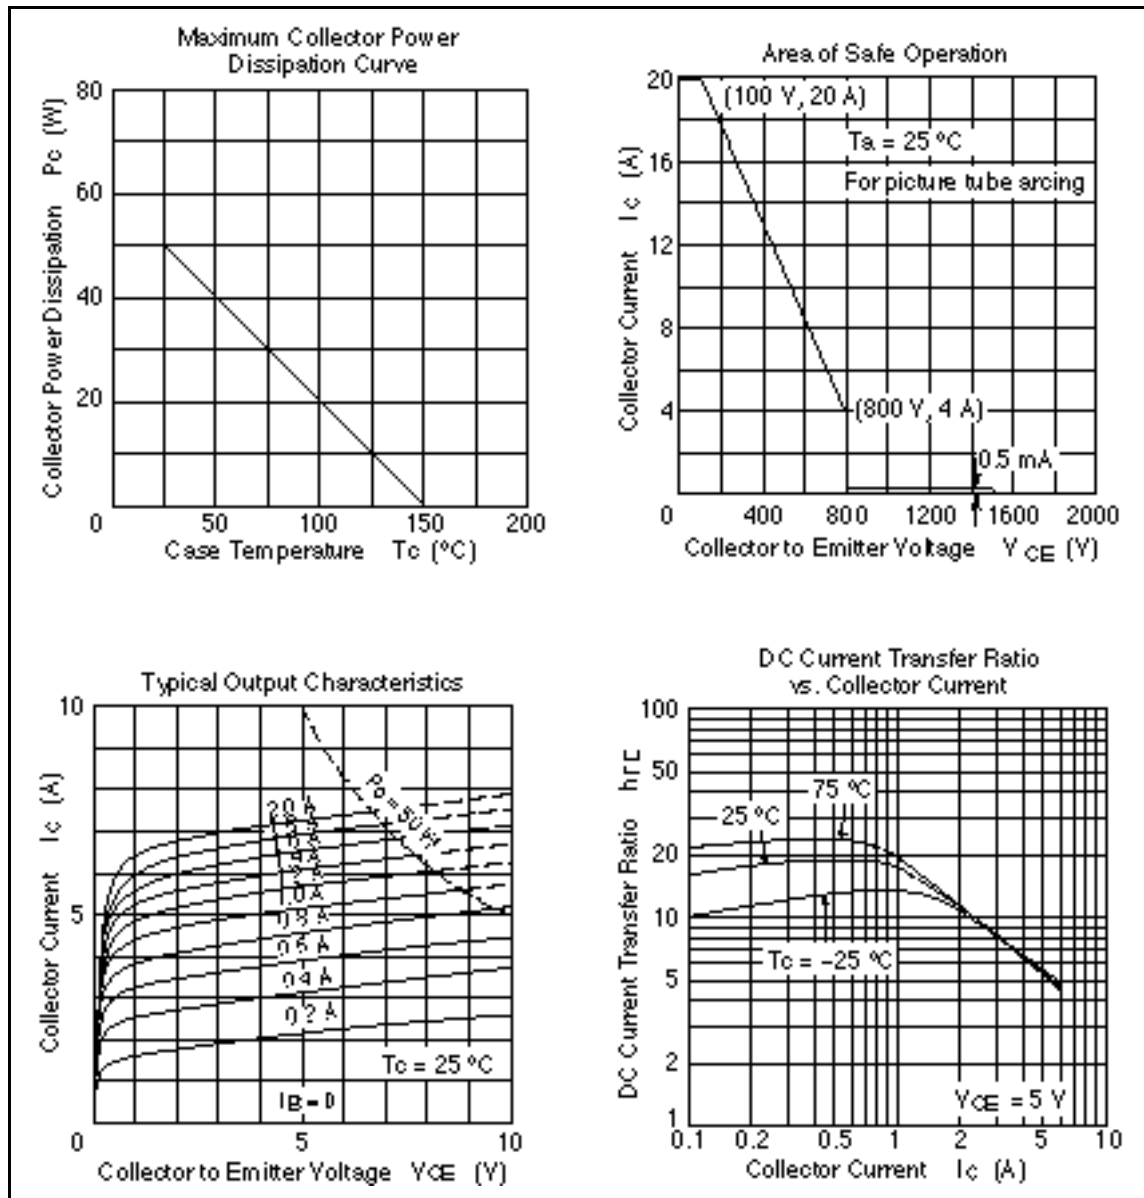 Maximum Collector Power
Dissipation Curve
Collector Power Dissipation Pc (W)
80
60
40
20
0
50
100
150
200
Case Temperature Tc (°C)
Area of Safe Operation
Collector Current Ic (A)
20
16
12
8
4
0
400
800
1200
1600
2000
(100 V, 20 A)
Ta = 25 °C
For picture tube arcing
(800 V, 4 A)
0.5 mA
Collector to Emitter Voltage VCE (V)
Typical Output Characteristics
Collector Current Ic (A)
10
5
0
5
10
2.0 A
1.0 A
0.8 A
0.6 A
0.4 A
0.2 A
IB = 0
Tc = 25 °C
Collector to Emitter Voltage VCE (V)
DC Current Transfer Ratio
vs. Collector Current
DC Current Transfer Ratio hFE
100
50
20
10
5
2
1
0.1
0.2
0.5
1
2
5
10
75 °C
25 °C
Tc = –25 °C
VCE = 5 V
Collector Current Ic (A)